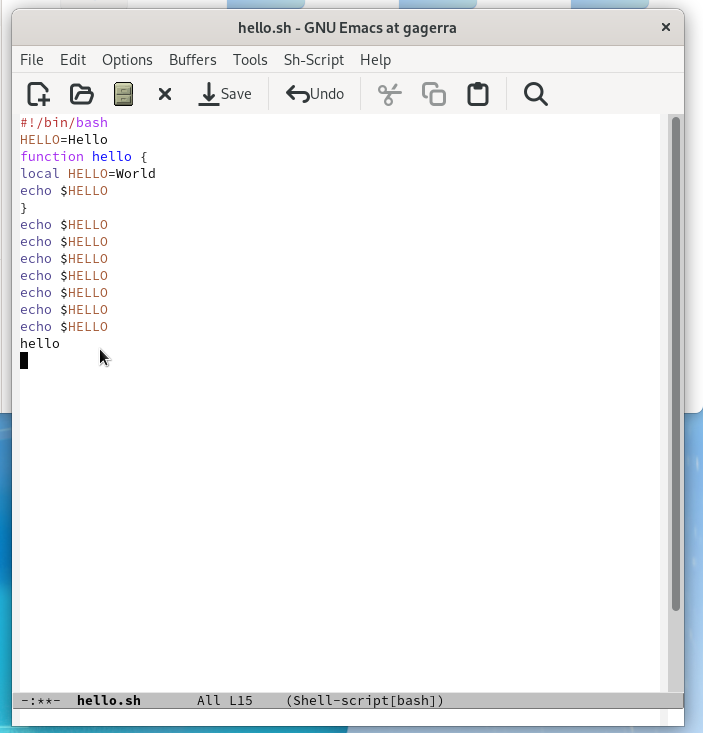 hello.sh - GNU Emacs at gagerra
File Edit Options Buffers Tools Sh-Script Help
Save Undo
#!/bin/bash
HELLO=Hello
function hello {
local HELLO=World
echo $HELLO
}
echo $HELLO
echo $HELLO
echo $HELLO
echo $HELLO
echo $HELLO
echo $HELLO
echo $HELLO
hello
-:**- hello.sh All L15 (Shell-script[bash])